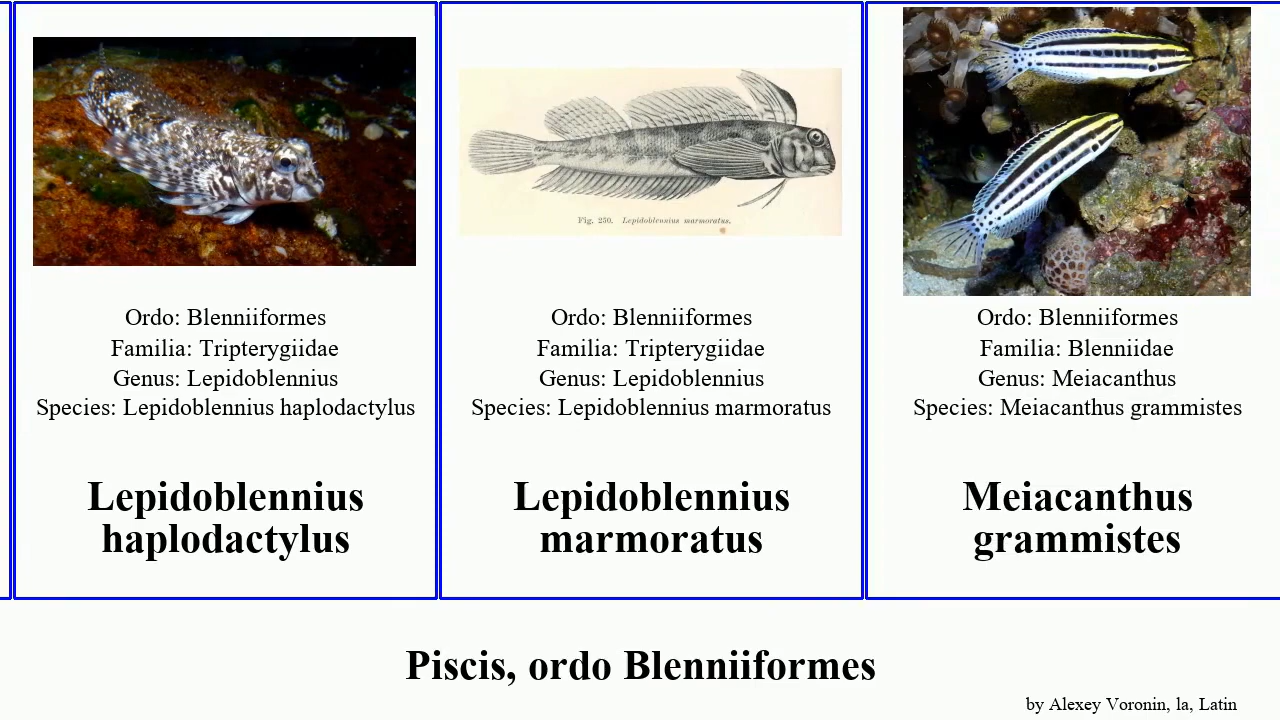 Fig. 250. Lepidoblennius marmoratus.
Ordo: Blenniiformes
Familia: Tripterygiidae
Genus: Lepidoblennius
Species: Lepidoblennius haplodactylus
Lepidoblennius
haplodactylus
Ordo: Blenniiformes
Familia: Tripterygiidae
Genus: Lepidoblennius
Species: Lepidoblennius marmoratus
Lepidoblennius
marmoratus
Ordo: Blenniiformes
Familia: Blenniidae
Genus: Meiacanthus
Species: Meiacanthus grammistes
Meiacanthus
grammistes
Piscis, ordo Blenniiformes
by Alexey Voronin, la, Latin